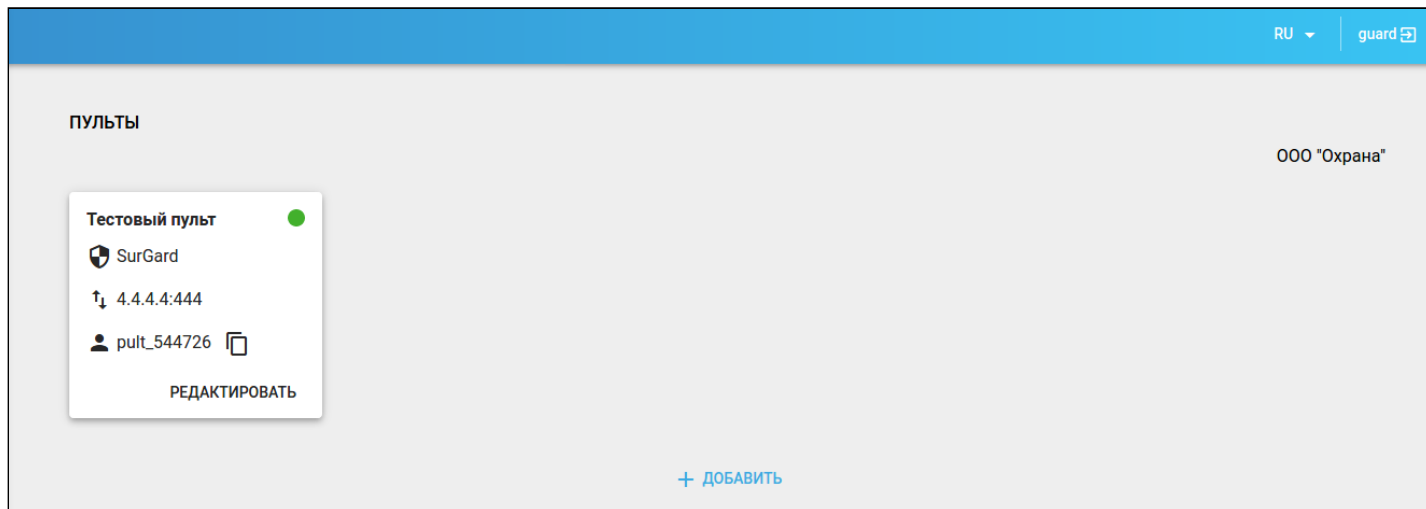 RU guard
ПУЛЬТЫ
ООО "Охрана"
Тестовый пульт
SurGard
4.4.4.4:444
pult_544726
РЕДАКТИРОВАТЬ
+ ДОБАВИТЬ